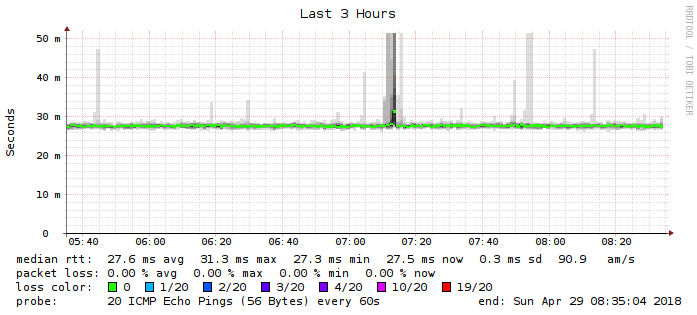 Last 3 Hours
RRDTOOL / TOBI OETIKER
Seconds
50 m
40 m
30 m
20 m
10 m
0
05:40 06:00 06:20 06:40 07:00 07:20 07:40 08:00 08:20
median rtt: 27.6 ms avg 31.3 ms max 27.3 ms min 27.5 ms now 0.3 ms sd 90.9 am/s
packet loss: 0.00 % avg 0.00 % max 0.00 % min 0.00 % now
loss color: 0 1/20 2/20 3/20 4/20 10/20 19/20
probe: 20 ICMP Echo Pings (56 Bytes) every 60s end: Sun Apr 29 08:35:04 2018